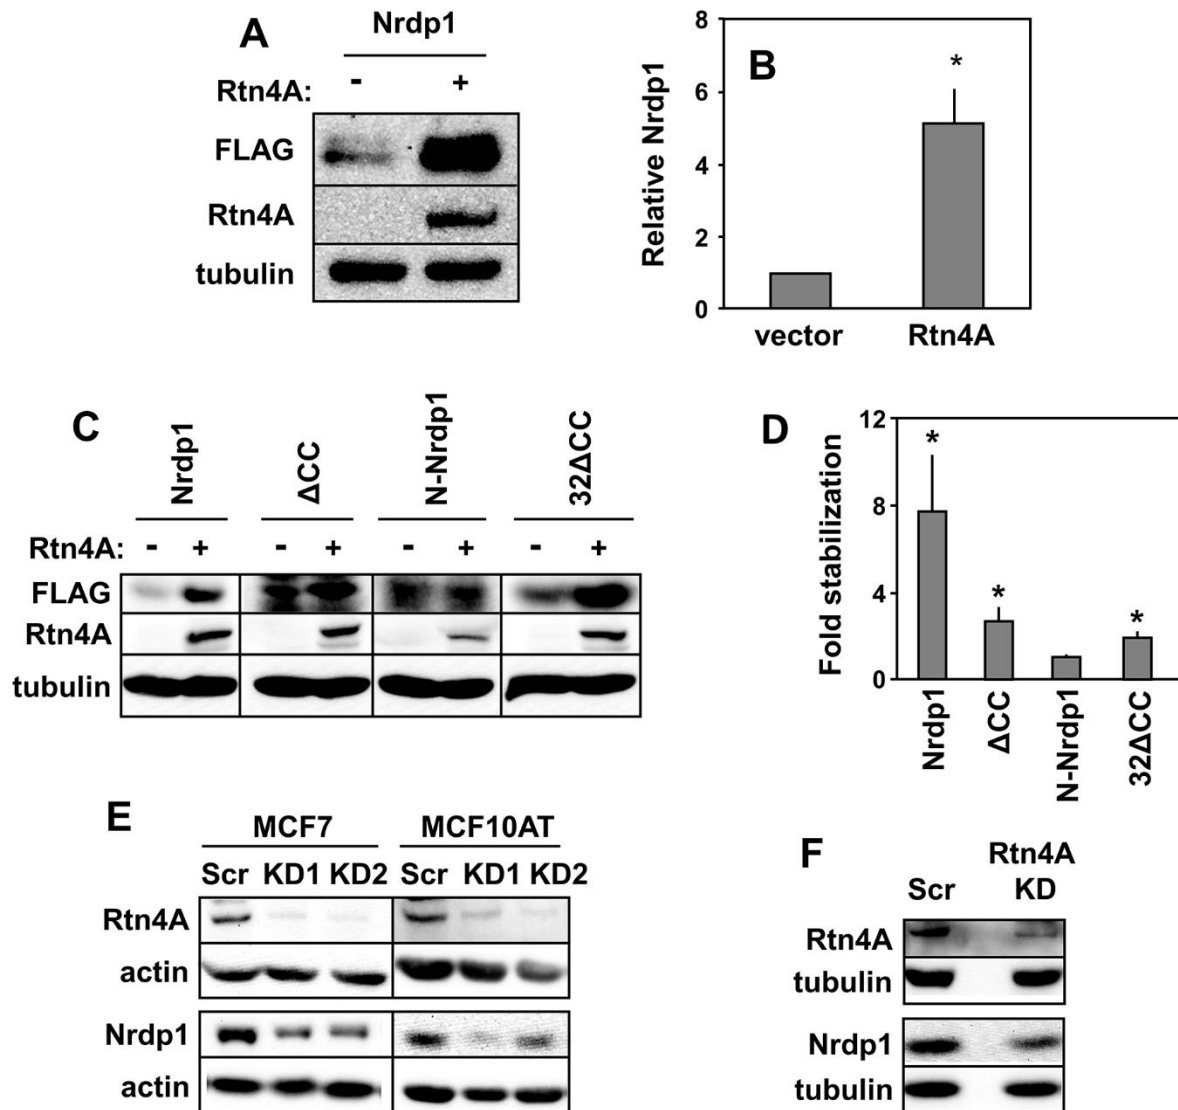 A
Nrdp1
Rtn4A: - +
FLAG
Rtn4A
tubulin
B
Relative Nrdp1
8
6
4
2
0
*
vector Rtn4A
C
Nrdp1 ΔCC N-Nrdp1 32ΔCC
Rtn4A: - + - + - + - +
FLAG
Rtn4A
tubulin
D
Fold stabilization
12
8
4
0
* * *
Nrdp1 ΔCC N-Nrdp1 32ΔCC
E
MCF7 MCF10AT
Scr KD1 KD2 Scr KD1 KD2
Rtn4A
actin
Nrdp1
actin
F
Rtn4A
Scr KD
Rtn4A
tubulin
Nrdp1
tubulin